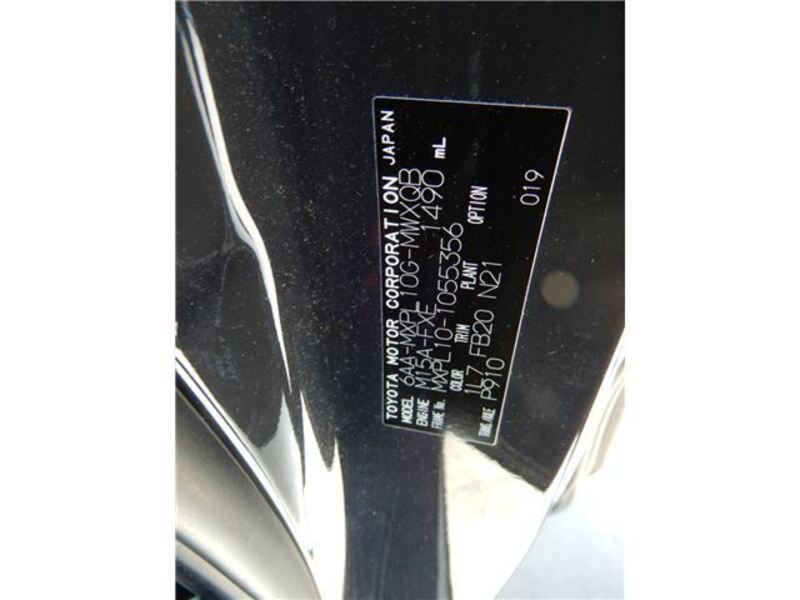 TOYOTA MOTOR CORPORATION JAPAN
MODEL 6AA-MXPL10G-MWXQB
ENGINE M15A-FXE 1490 mL
FRAME No. MXPL10-1055356
COLOR TRIM PLANT OPTION
1L7 FB20 N21
TRANS./AXLE P910 019